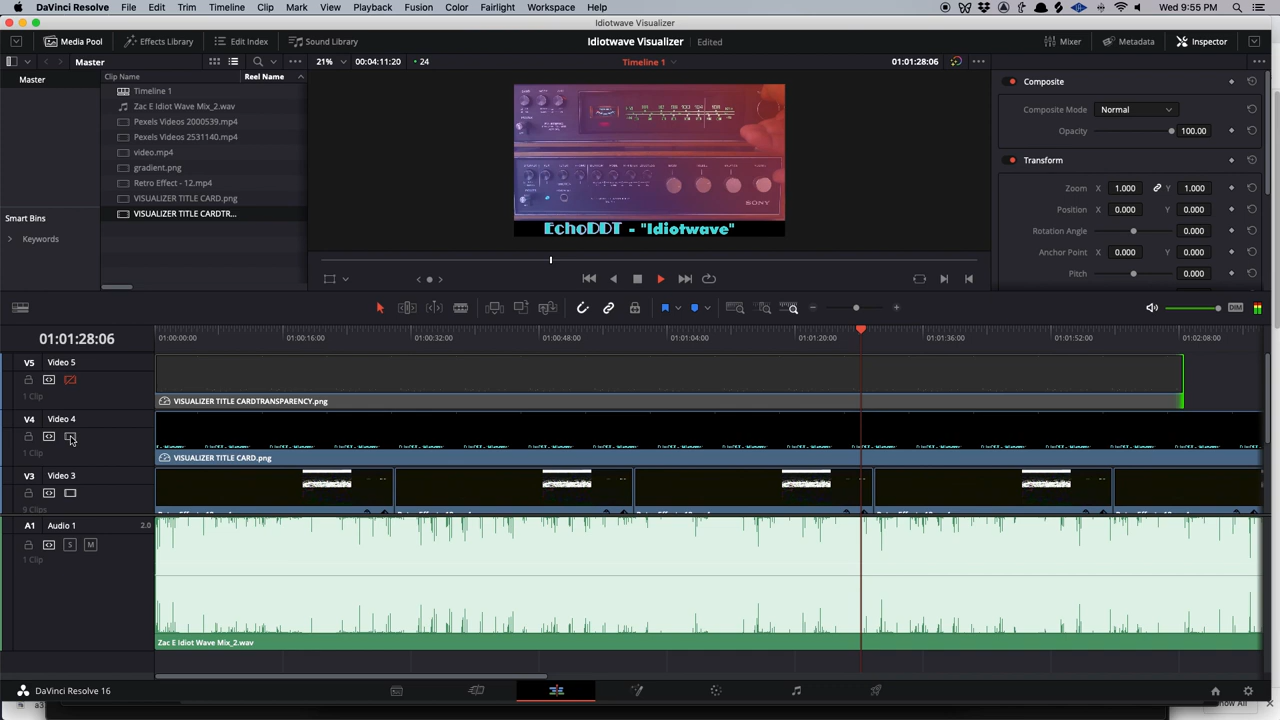 DaVinci Resolve File Edit Trim Timeline Clip Mark View Playback Fusion Color Fairlight Workspace Help Wed 9:55 PM
Idiotwave Visualizer
Media Pool Effects Library Edit Index Sound Library Idiotwave Visualizer Edited Mixer Metadata Inspector
Master 21% 00:04:11:20 24 Timeline 1 01:01:28:06
Master
Clip Name Reel Name
Timeline 1
Zac E Idiot Wave Mix_2.wav
Pexels Videos 2000539.mp4
Pexels Videos 2531140.mp4
video.mp4
gradient.png
Retro Effect - 12.mp4
VISUALIZER TITLE CARD.png
VISUALIZER TITLE CARDTR...
Smart Bins
Keywords
SONY
EchoDDT - "Idiotwave"
Composite
Composite Mode Normal
Opacity 100.00
Transform
Zoom X 1.000 Y 1.000
Position X 0.000 Y 0.000
Rotation Angle 0.000
Anchor Point X 0.000 Y 0.000
Pitch 0.000
DIM
01:01:28:06 01:00:00:00 01:00:16:00 01:00:32:00 01:00:48:00 01:01:04:00 01:01:20:00 01:01:36:00 01:01:52:00 01:02:08:00
V5 Video 5
1 Clip
VISUALIZER TITLE CARDTRANSPARENCY.png
V4 Video 4
1 Clip
VISUALIZER TITLE CARD.png
V3 Video 3
9 Clips
A1 Audio 1 2.0
S M
1 Clip
Zac E Idiot Wave Mix_2.wav
DaVinci Resolve 16
a3
Show All